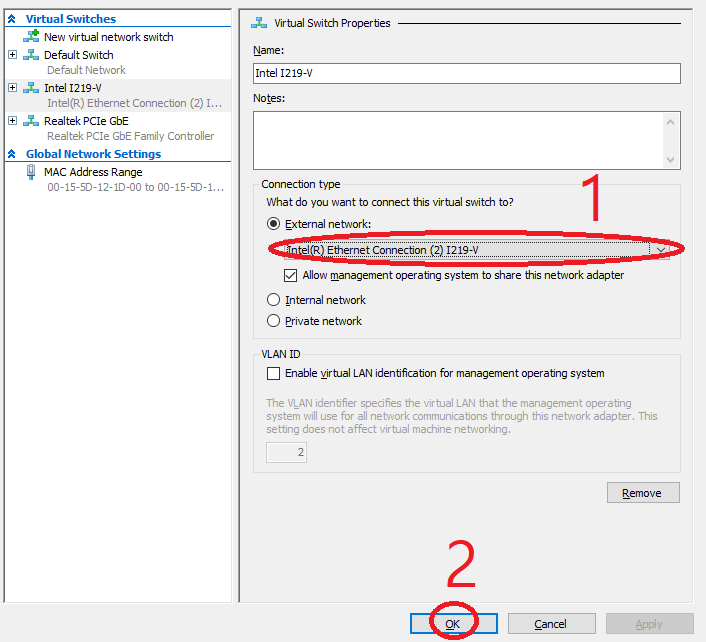 Virtual Switches
New virtual network switch
Default Switch
Default Network
Intel I219-V
Intel(R) Ethernet Connection (2) I...
Realtek PCIe GbE
Realtek PCIe GbE Family Controller
Global Network Settings
MAC Address Range
00-15-5D-12-1D-00 to 00-15-5D-1...
Virtual Switch Properties
Name:
Intel I219-V
Notes:
Connection type
What do you want to connect this virtual switch to?
1
External network:
Intel(R) Ethernet Connection (2) I219-V
Allow management operating system to share this network adapter
Internal network
Private network
VLAN ID
Enable virtual LAN identification for management operating system
The VLAN identifier specifies the virtual LAN that the management operating
system will use for all network communications through this network adapter. This
setting does not affect virtual machine networking.
2
Remove
2
OK
Cancel
Apply